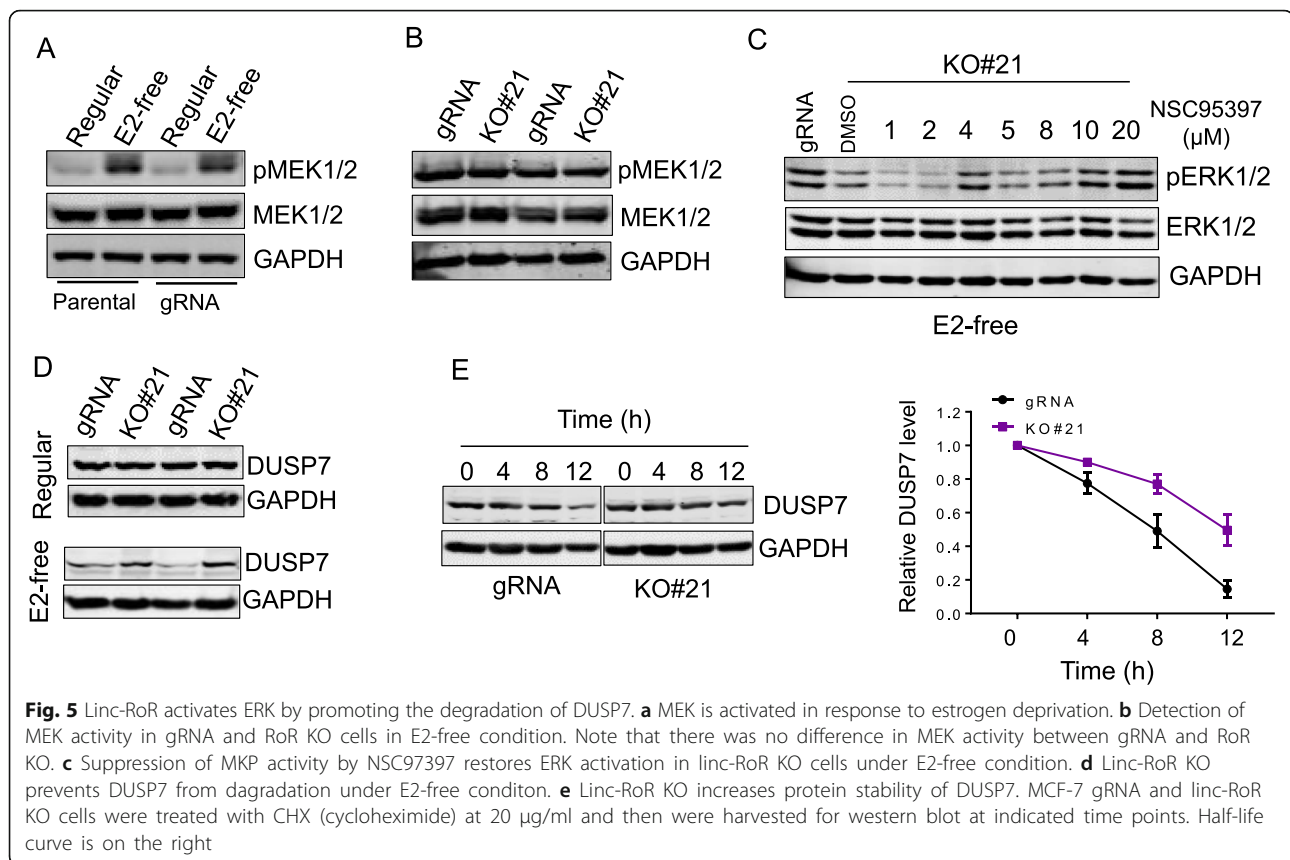 A
Regular
E2-free
Regular
E2-free
pMEK1/2
MEK1/2
GAPDH
Parental
gRNA
B
gRNA
KO#21
gRNA
KO#21
pMEK1/2
MEK1/2
GAPDH
C
KO#21
gRNA
DMSO
1 2 4 5 8 10 20
NSC95397
(µM)
pERK1/2
ERK1/2
GAPDH
E2-free
D
gRNA
KO#21
gRNA
KO#21
Regular
DUSP7
GAPDH
E2-free
DUSP7
GAPDH
E
Time (h)
0 4 8 12 0 4 8 12
DUSP7
GAPDH
gRNA KO#21
gRNA
KO#21
Relative DUSP7 level
1.2
1.0
0.8
0.6
0.4
0.2
0.0
0 4 8 12
Time (h)
Fig. 5 Linc-RoR activates ERK by promoting the degradation of DUSP7. a MEK is activated in response to estrogen deprivation. b Detection of
MEK activity in gRNA and RoR KO cells in E2-free condition. Note that there was no difference in MEK activity between gRNA and RoR
KO. c Suppression of MKP activity by NSC97397 restores ERK activation in linc-RoR KO cells under E2-free condition. d Linc-RoR KO
prevents DUSP7 from dagradation under E2-free conditon. e Linc-RoR KO increases protein stability of DUSP7. MCF-7 gRNA and linc-RoR
KO cells were treated with CHX (cycloheximide) at 20 µg/ml and then were harvested for western blot at indicated time points. Half-life
curve is on the right